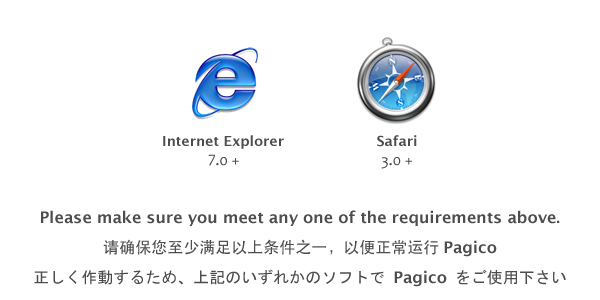 Internet Explorer
7.0 +
Safari
3.0 +
Please make sure you meet any one of the requirements above.
请确保您至少满足以上条件之一，以便正常运行 Pagico
正しく作動するため、上記のいずれかのソフトで Pagico をご使用下さい